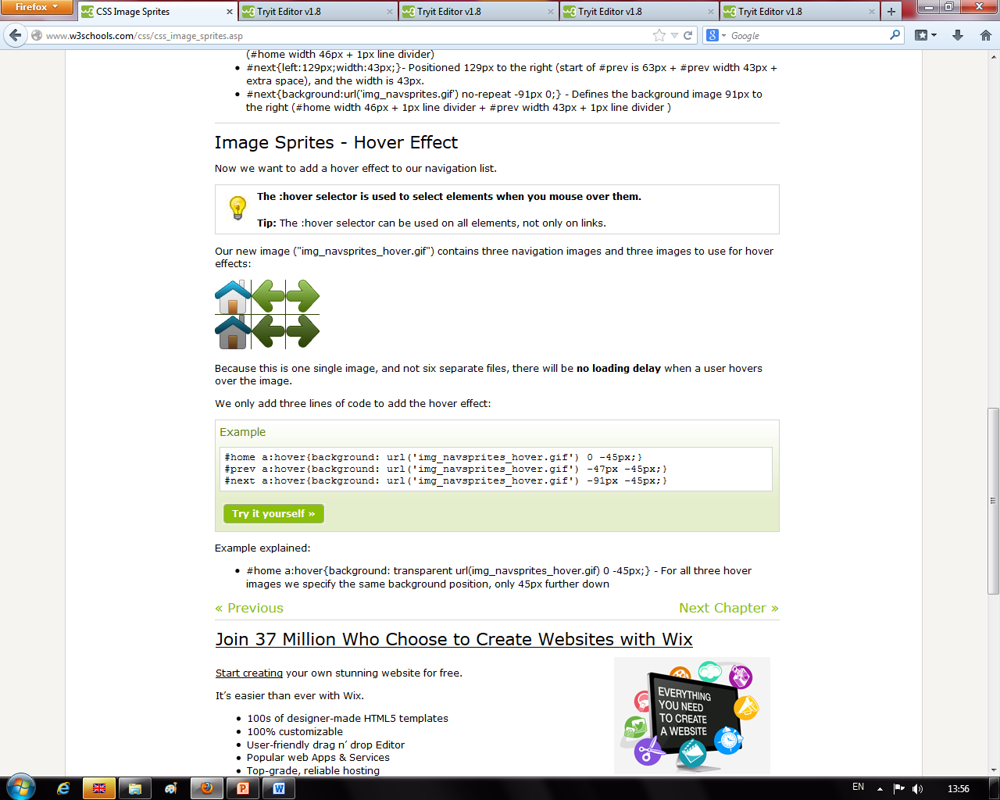 Firefox
CSS Image Sprites
Tryit Editor v1.8
Tryit Editor v1.8
Tryit Editor v1.8
Tryit Editor v1.8
www.w3schools.com/css/css_image_sprites.asp
Google
(#home width 46px + 1px line divider)
#next{left:129px;width:43px;}- Positioned 129px to the right (start of #prev is 63px + #prev width 43px +
extra space), and the width is 43px.
#next{background:url('img_navsprites.gif') no-repeat -91px 0;} - Defines the background image 91px to
the right (#home width 46px + 1px line divider + #prev width 43px + 1px line divider )
Image Sprites - Hover Effect
Now we want to add a hover effect to our navigation list.
The :hover selector is used to select elements when you mouse over them.
Tip: The :hover selector can be used on all elements, not only on links.
Our new image ("img_navsprites_hover.gif") contains three navigation images and three images to use for hover
effects:
Because this is one single image, and not six separate files, there will be no loading delay when a user hovers
over the image.
We only add three lines of code to add the hover effect:
Example
#home a:hover{background: url('img_navsprites_hover.gif') 0 -45px;}
#prev a:hover{background: url('img_navsprites_hover.gif') -47px -45px;}
#next a:hover{background: url('img_navsprites_hover.gif') -91px -45px;}
Try it yourself »
Example explained:
#home a:hover{background: transparent url(img_navsprites_hover.gif) 0 -45px;} - For all three hover
images we specify the same background position, only 45px further down
« Previous
Next Chapter »
Join 37 Million Who Choose to Create Websites with Wix
Start creating your own stunning website for free.
It´s easier than ever with Wix.
100s of designer-made HTML5 templates
100% customizable
User-friendly drag n´ drop Editor
Popular web Apps & Services
Top-grade, reliable hosting
EVERYTHING
YOU NEED
TO CREATE
A WEBSITE
EN
13:56